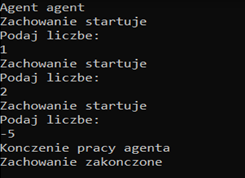 Agent agent
Zachowanie startuje
Podaj liczbe:
1
Zachowanie startuje
Podaj liczbe:
2
Zachowanie startuje
Podaj liczbe:
-5
Konczenie pracy agenta
Zachowanie zakonczone